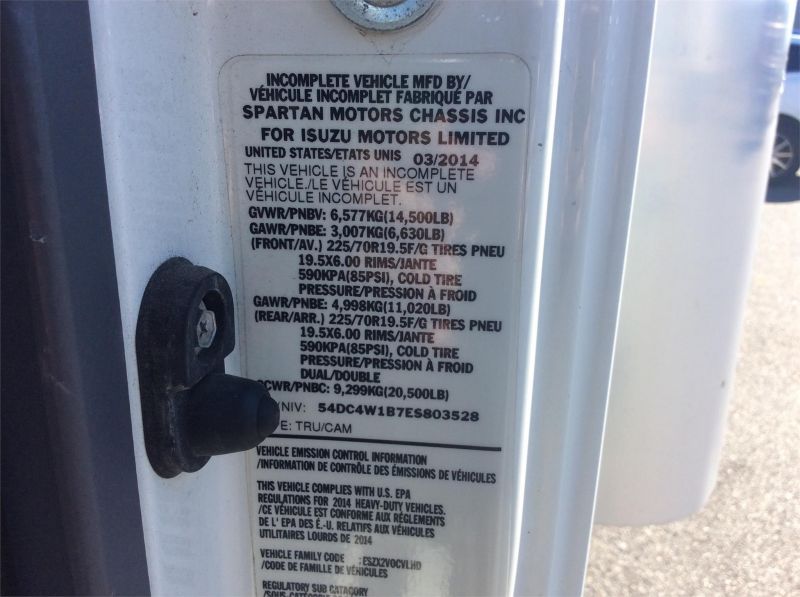 INCOMPLETE VEHICLE MFD BY/
VÉHICULE INCOMPLET FABRIQUÉ PAR
SPARTAN MOTORS CHASSIS INC
FOR ISUZU MOTORS LIMITED
UNITED STATES/ETATS UNIS 03/2014
THIS VEHICLE IS AN INCOMPLETE
VEHICLE./LE VÉHICULE EST UN
VÉHICULE INCOMPLET.
GVWR/PNBV: 6,577KG(14,500LB)
GAWR/PNBE: 3,007KG(6,630LB)
(FRONT/AV.) 225/70R19.5F/G TIRES PNEU
19.5X6.00 RIMS/JANTE
590KPA(85PSI), COLD TIRE
PRESSURE/PRESSION À FROID
GAWR/PNBE: 4,998KG(11,020LB)
(REAR/ARR.) 225/70R19.5F/G TIRES PNEU
19.5X6.00 RIMS/JANTE
590KPA(85PSI), COLD TIRE
PRESSURE/PRESSION À FROID
DUAL/DOUBLE
GCWR/PNBC: 9,299KG(20,500LB)
/NIV: 54DC4W1B7ES803528
E: TRU/CAM
VEHICLE EMISSION CONTROL INFORMATION
/INFORMATION DE CONTRÔLE DES ÉMISSIONS DE VÉHICULES
THIS VEHICLE COMPLIES WITH U.S. EPA
REGULATIONS FOR 2014 HEAVY-DUTY VEHICLES.
/CE VÉHICULE EST CONFORME AUX RÈGLEMENTS
DE L' EPA DES É.-U. RELATIFS AUX VÉHICULES
UTILITAIRES LOURDS DE 2014
VEHICLE FAMILY CODE : ESZX2VOCVLHD
/CODE DE FAMILLE DE VÉHICULES
REGULATORY SUB CATAGORY